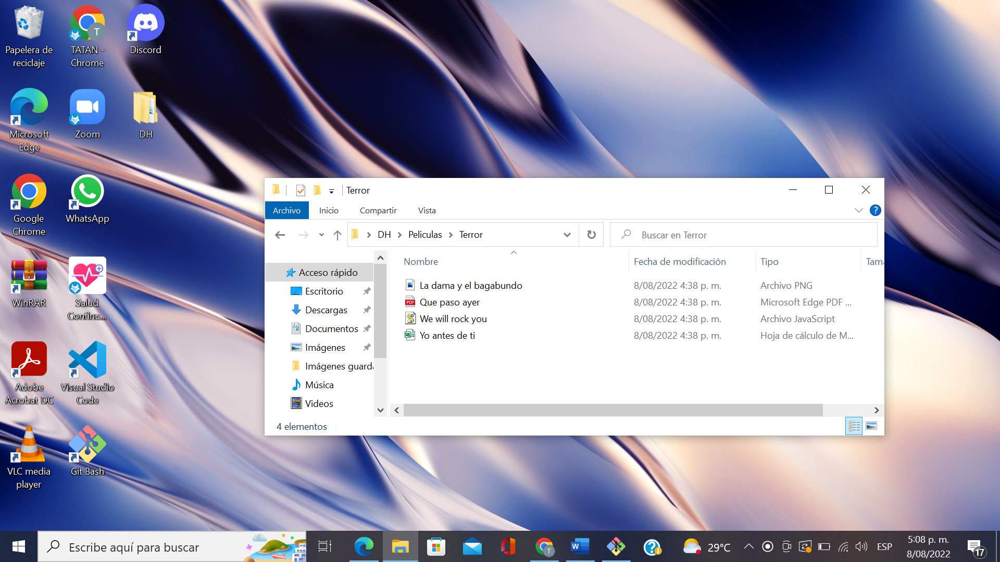 Papelera de
reciclaje
T
TATAN -
Chrome
Discord
Microsoft
Edge
Zoom
DH
Google
Chrome
WhatsApp
WinRAR
Salud
Continu...
Adobe
Acrobat DC
Visual Studio
Code
VLC media
player
Git Bash
Terror
Archivo
Inicio
Compartir
Vista
?
DH
Peliculas
Terror
Buscar en Terror
Nombre
Fecha de modificación
Tipo
Acceso rápido
Escritorio
Descargas
Documentos
Imágenes
Música
Videos
La dama y el bagabundo 8/08/2022 4:38 p. m. Archivo PNG
PDF Que paso ayer 8/08/2022 4:38 p. m. Microsoft Edge PDF ...
We will rock you 8/08/2022 4:38 p. m. Archivo JavaScript
Yo antes de ti 8/08/2022 4:38 p. m. Hoja de cálculo de M...
4 elementos
Escribe aquí para buscar
T
W
?
29°C
ESP
5:08 p. m.
8/08/2022
17